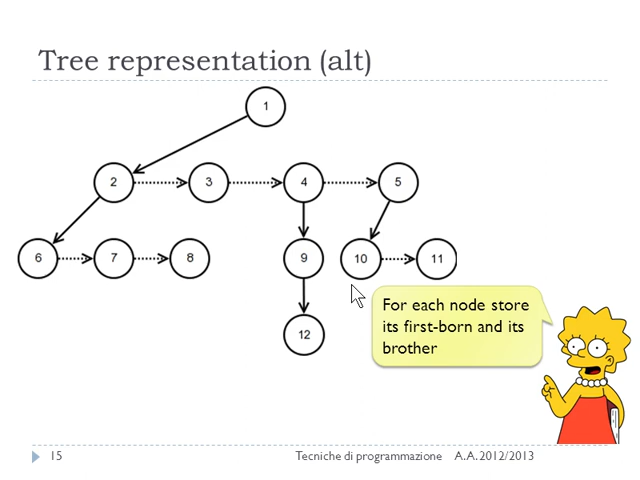 Tree representation (alt)
1
2 3 4 5
6 7 8 9 10 11
12
For each node store
its first-born and its
brother
15 Tecniche di programmazione A.A. 2012/2013